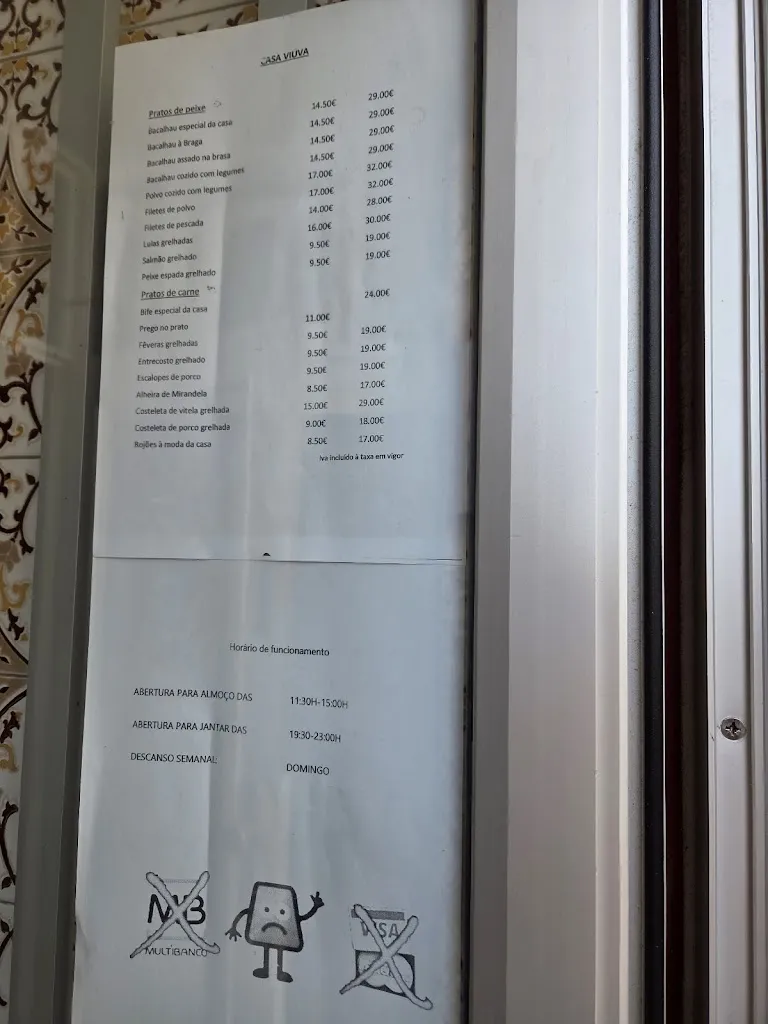 CASA VIUVA
Pratos de peixe
Bacalhau especial da casa 14.50€ 29.00€
Bacalhau à Braga 14.50€ 29.00€
Bacalhau assado na brasa 14.50€ 29.00€
Bacalhau cozido com legumes 14.50€ 29.00€
Polvo cozido com legumes 17.00€ 32.00€
Filetes de polvo 17.00€ 32.00€
Filetes de pescada 14.00€ 28.00€
Lulas grelhadas 16.00€ 30.00€
Salmão grelhado 9.50€ 19.00€
Peixe espada grelhado 9.50€ 19.00€
Pratos de carne
Bife especial da casa 24.00€
Prego no prato 11.00€
Fêveras grelhadas 9.50€ 19.00€
Entrecosto grelhado 9.50€ 19.00€
Escalopes de porco 9.50€ 19.00€
Alheira de Mirandela 8.50€ 17.00€
Costeleta de vitela grelhada 15.00€ 29.00€
Costeleta de porco grelhada 9.00€ 18.00€
Rojões à moda da casa 8.50€ 17.00€
Iva incluido à taxa em vigor
Horário de funcionamento
ABERTURA PARA ALMOÇO DAS 11:30H-15:00H
ABERTURA PARA JANTAR DAS 19:30-23:00H
DESCANSO SEMANAL: DOMINGO
MB
MULTIBANCO
VISA